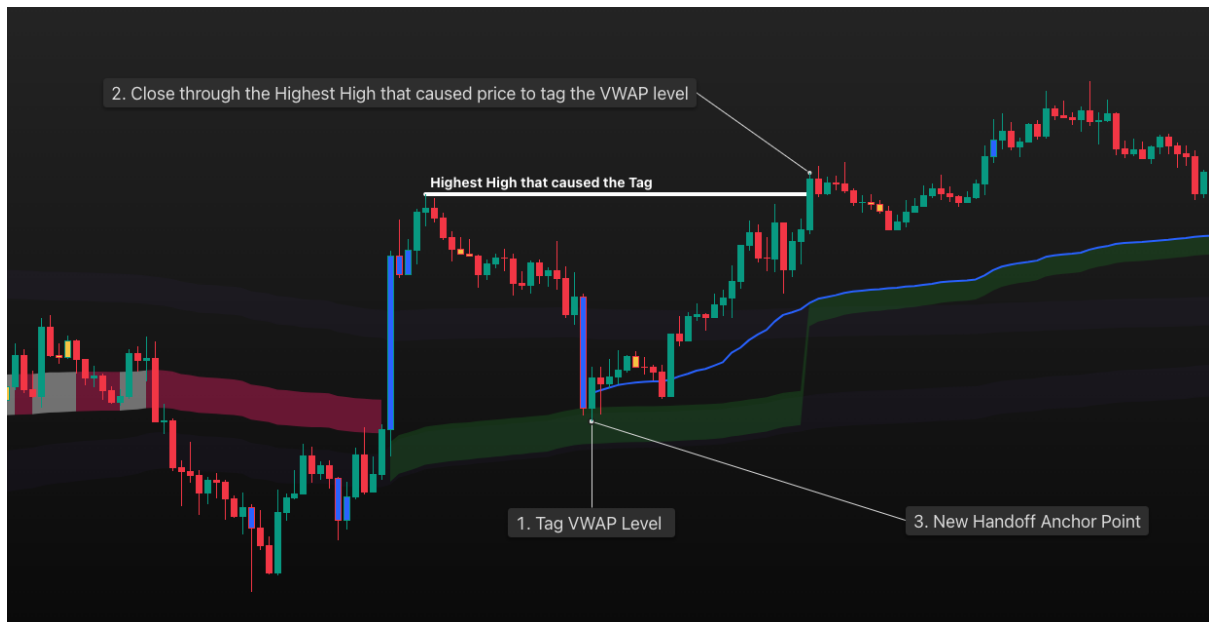 2. Close through the Highest High that caused price to tag the VWAP level
Highest High that caused the Tag
1. Tag VWAP Level
3. New Handoff Anchor Point